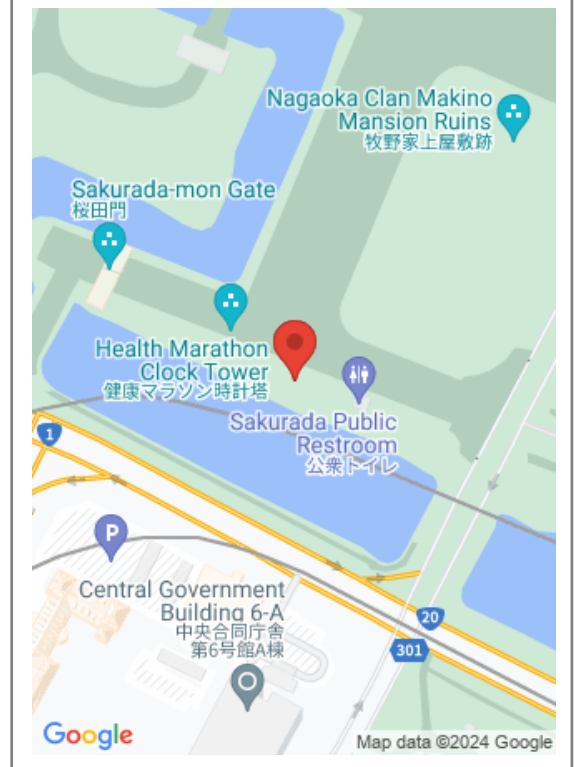 Nagaoka Clan Makino
Mansion Ruins
牧野家上屋敷跡
Sakurada-mon Gate
桜田門
Health Marathon
Clock Tower
健康マラソン時計塔
Sakurada Public
Restroom
公衆トイレ
1
P
Central Government
Building 6-A
中央合同庁舎
第6号館A棟
20
301
Google
Map data ©2024 Google